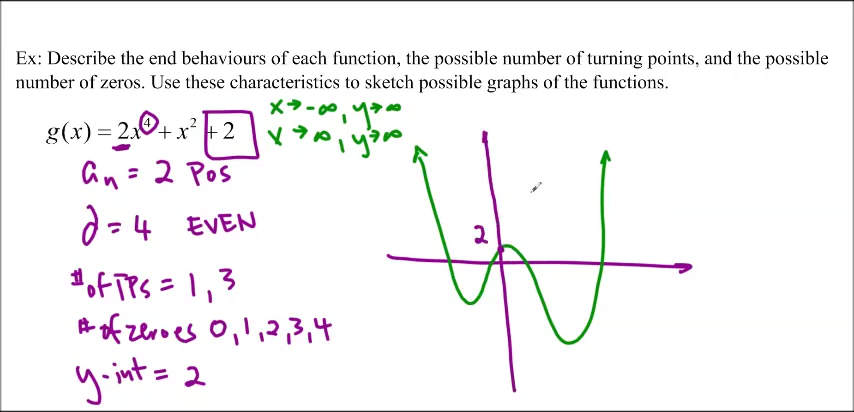 Ex: Describe the end behaviours of each function, the possible number of turning points, and the possible
number of zeros. Use these characteristics to sketch possible graphs of the functions.
g(x) = 2x⁴ + x² + 2
x → -∞, y → ∞
x → ∞, y → ∞
aₙ = 2 POS
∂ = 4 EVEN
# of TPs = 1, 3
# of zeroes 0, 1, 2, 3, 4
y-int = 2
2